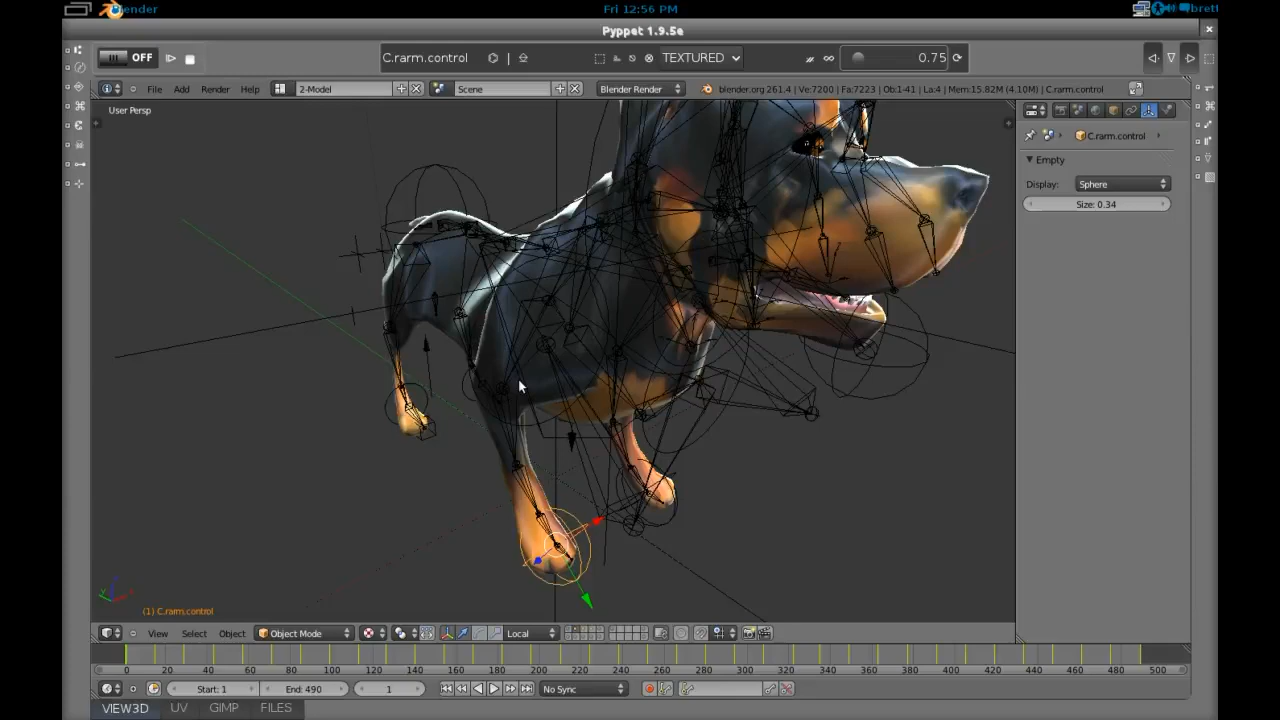 Blender
Fri 12:56 PM
brett
Pyppet 1.9.5e
OFF
C.rarm.control
TEXTURED
0.75
File
Add
Render
Help
2-Model
Scene
Blender Render
blender.org 261.4 | Ve:7200 | Fa:7223 | Ob:1-41 | La:4 | Mem:15.82M (4.10M) | C.rarm.control
User Persp
C.rarm.control
Empty
Display: Sphere
Size: 0.34
(1) C.rarm.control
View
Select
Object
Object Mode
Local
0 20 40 60 80 100 120 140 160 180 200 220 240 260 280 300 320 340 360 380 400 420 440 460 480 500
Start: 1
End: 490
1
No Sync
VIEW3D
UV
GIMP
FILES